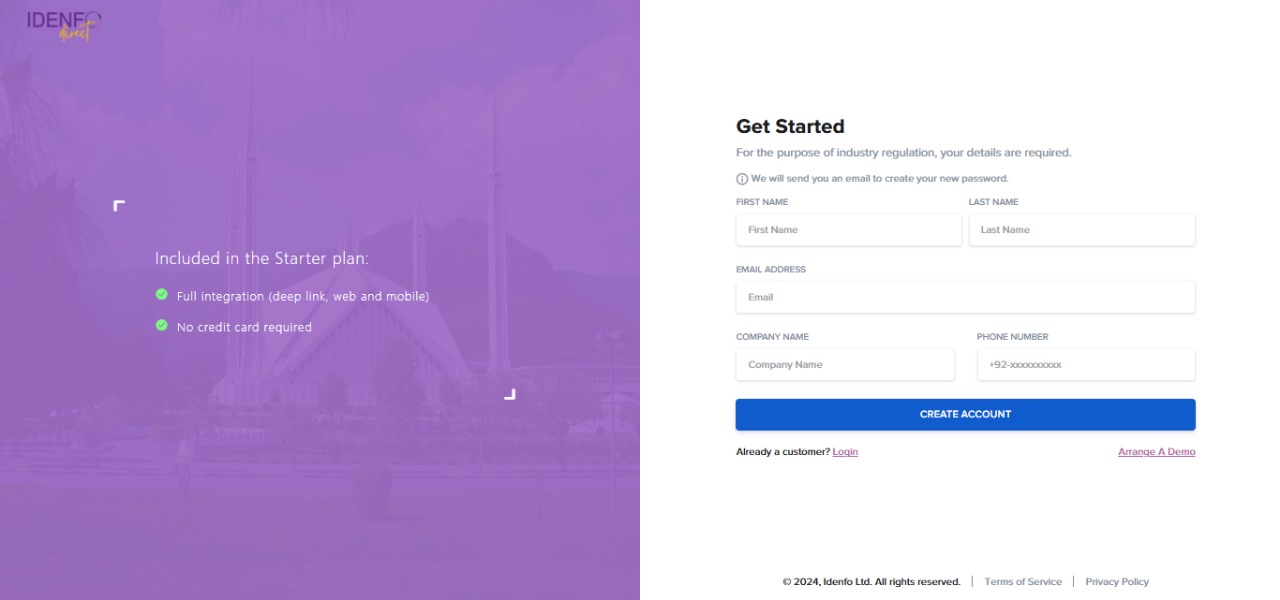 IDENFO
direct
Included in the Starter plan:
Full integration (deep link, web and mobile)
No credit card required
Get Started
For the purpose of industry regulation, your details are required.
We will send you an email to create your new password.
FIRST NAME LAST NAME
First Name Last Name
EMAIL ADDRESS
Email
COMPANY NAME PHONE NUMBER
Company Name +92-xxxxxxxxxx
CREATE ACCOUNT
Already a customer? Login Arrange A Demo
© 2024, Idenfo Ltd. All rights reserved. | Terms of Service | Privacy Policy